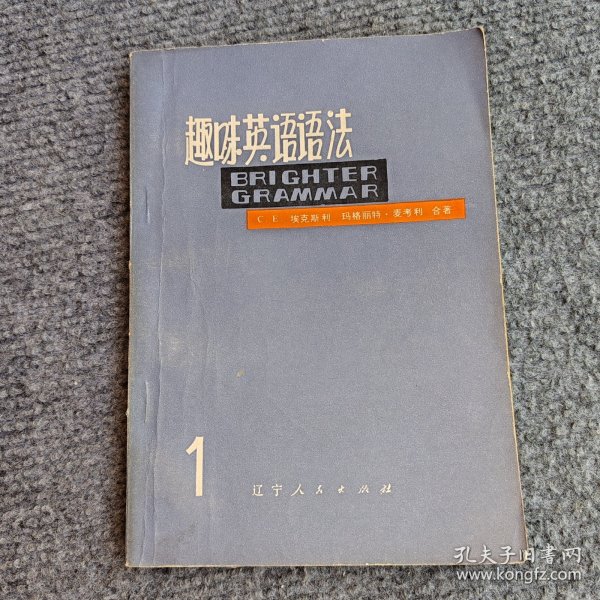 趣味英语语法
BRIGHTER
GRAMMAR
C.E. 埃克斯利 玛格丽特·麦考利 合著
1
辽宁人民出版社
孔夫子旧书网
www.kongfz.com